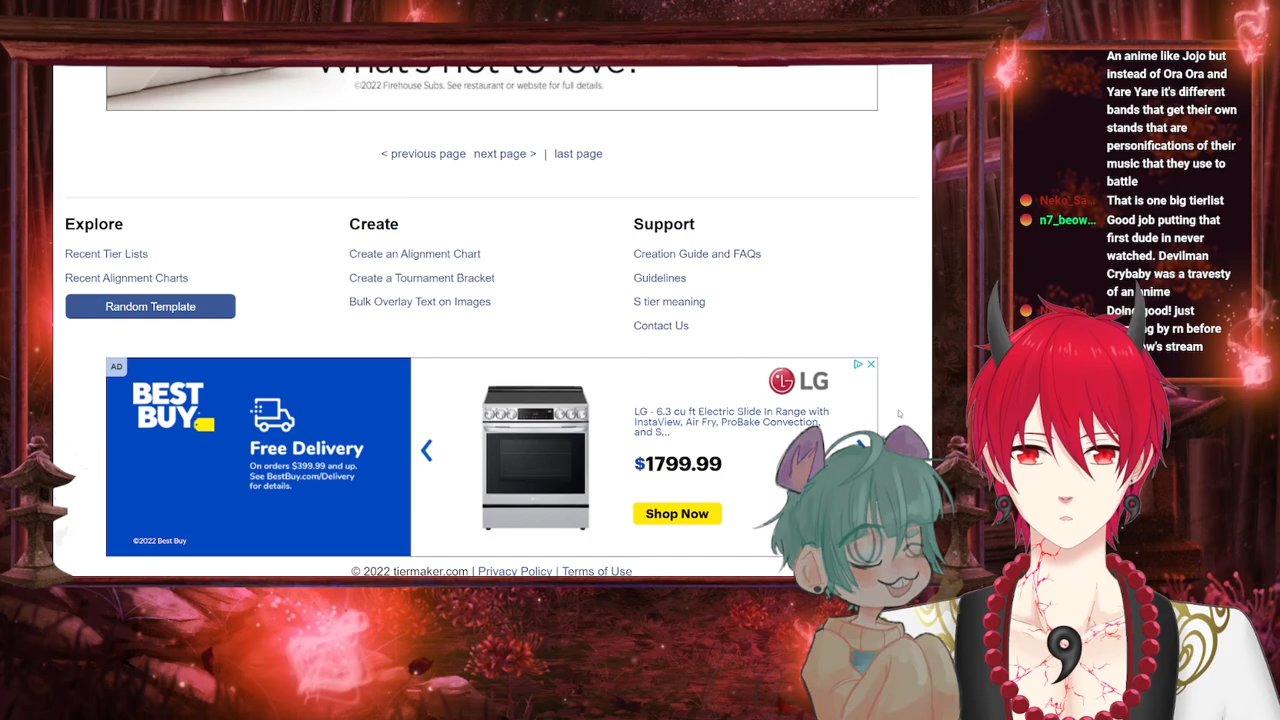 What's not to love?
©2022 Firehouse Subs. See restaurant or website for full details.
< previous page next page > | last page
Explore
Recent Tier Lists
Recent Alignment Charts
Random Template
Create
Create an Alignment Chart
Create a Tournament Bracket
Bulk Overlay Text on Images
Support
Creation Guide and FAQs
Guidelines
S tier meaning
Contact Us
AD
BEST
BUY
Free Delivery
On orders $399.99 and up.
See BestBuy.com/Delivery
for details.
©2022 Best Buy
LG
LG - 6.3 cu ft Electric Slide In Range with
InstaView, Air Fry, ProBake Convection,
and S...
$1799.99
Shop Now
© 2022 tiermaker.com | Privacy Policy | Terms of Use
An anime like Jojo but
instead of Ora Ora and
Yare Yare it's different
bands that get their own
stands that are
personifications of their
music that they use to
battle
Neko_Sa... That is one big tierlist
n7_beow... Good job putting that
first dude in never
watched. Devilman
Crybaby was a travesty
of an anime
good! just
by rn before
stream